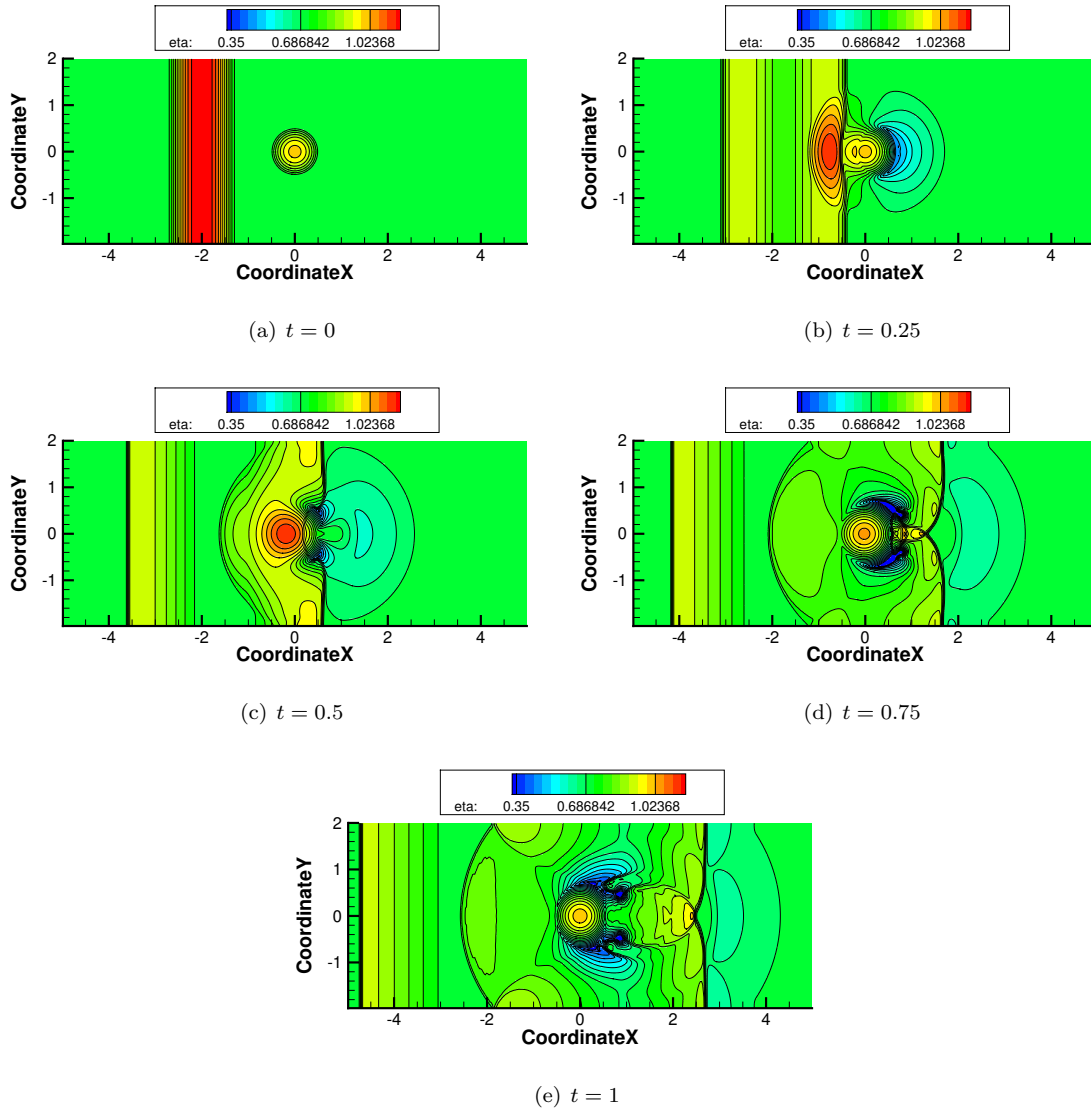 eta: 0.35 0.686842 1.02368
eta: 0.35 0.686842 1.02368
CoordinateY
2
1
0
-1
-4 -2 0 2 4
CoordinateX
CoordinateY
2
1
0
-1
-4 -2 0 2 4
CoordinateX
(a) t = 0
(b) t = 0.25
eta: 0.35 0.686842 1.02368
eta: 0.35 0.686842 1.02368
CoordinateY
2
1
0
-1
-4 -2 0 2 4
CoordinateX
CoordinateY
2
1
0
-1
-4 -2 0 2 4
CoordinateX
(c) t = 0.5
(d) t = 0.75
eta: 0.35 0.686842 1.02368
CoordinateY
2
1
0
-1
-4 -2 0 2 4
CoordinateX
(e) t = 1